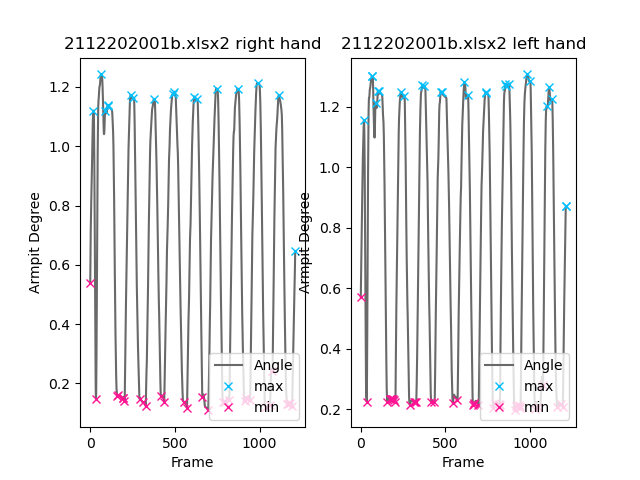 2112202001b.xlsx2 right hand
2112202001b.xlsx2 left hand
Armpit Degree
1.2
1.0
0.8
0.6
0.4
0.2
0
500
1000
Frame
Angle
max
min
Armpit Degree
1.2
1.0
0.8
0.6
0.4
0.2
0
500
1000
Frame
Angle
max
min